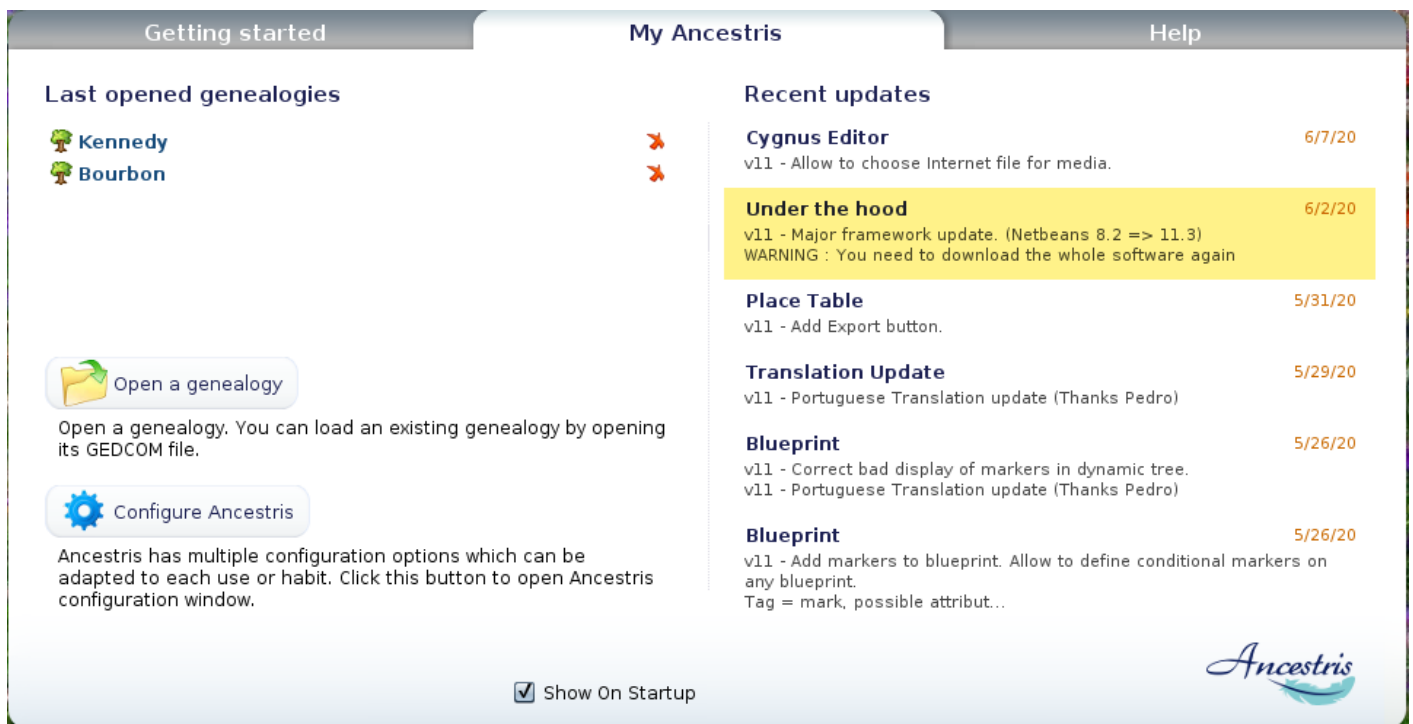 Getting started
My Ancestris
Help
Last opened genealogies
Kennedy
Bourbon
Open a genealogy
Open a genealogy. You can load an existing genealogy by opening
its GEDCOM file.
Configure Ancestris
Ancestris has multiple configuration options which can be
adapted to each use or habit. Click this button to open Ancestris
configuration window.
Recent updates
Cygnus Editor 6/7/20
v11 - Allow to choose Internet file for media.
Under the hood 6/2/20
v11 - Major framework update. (Netbeans 8.2 => 11.3)
WARNING : You need to download the whole software again
Place Table 5/31/20
v11 - Add Export button.
Translation Update 5/29/20
v11 - Portuguese Translation update (Thanks Pedro)
Blueprint 5/26/20
v11 - Correct bad display of markers in dynamic tree.
v11 - Portuguese Translation update (Thanks Pedro)
Blueprint 5/26/20
v11 - Add markers to blueprint. Allow to define conditional markers on
any blueprint.
Tag = mark, possible attribut...
Ancestris
Show On Startup